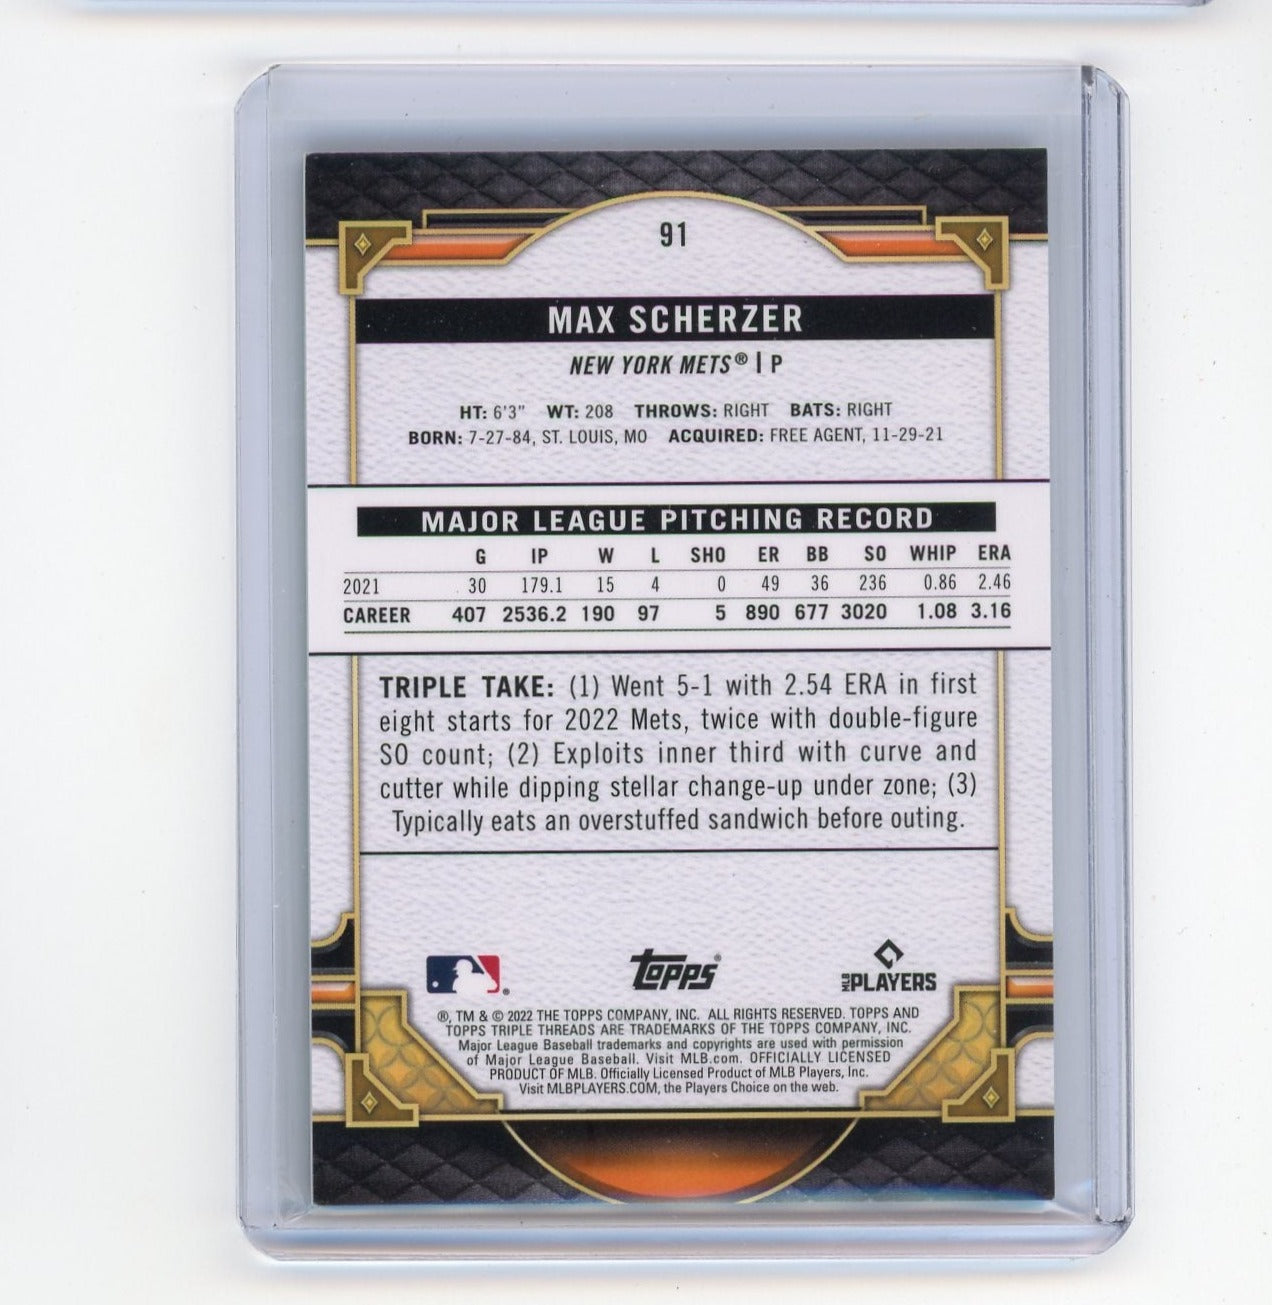 91
MAX SCHERZER
NEW YORK METS® | P
HT: 6'3" WT: 208 THROWS: RIGHT BATS: RIGHT
BORN: 7-27-84, ST. LOUIS, MO ACQUIRED: FREE AGENT, 11-29-21
MAJOR LEAGUE PITCHING RECORD
G IP W L SHO ER BB SO WHIP ERA
2021 30 179.1 15 4 0 49 36 236 0.86 2.46
CAREER 407 2536.2 190 97 5 890 677 3020 1.08 3.16
TRIPLE TAKE: (1) Went 5-1 with 2.54 ERA in first
eight starts for 2022 Mets, twice with double-figure
SO count; (2) Exploits inner third with curve and
cutter while dipping stellar change-up under zone; (3)
Typically eats an overstuffed sandwich before outing.
® topps® MLB PLAYERS
®, TM & © 2022 THE TOPPS COMPANY, INC. ALL RIGHTS RESERVED. TOPPS AND
TOPPS TRIPLE THREADS ARE TRADEMARKS OF THE TOPPS COMPANY, INC.
Major League Baseball trademarks and copyrights are used with permission
of Major League Baseball. Visit MLB.com. OFFICIALLY LICENSED
PRODUCT OF MLB. Officially Licensed Product of MLB Players, Inc.
Visit MLBPLAYERS.COM, the Players Choice on the web.